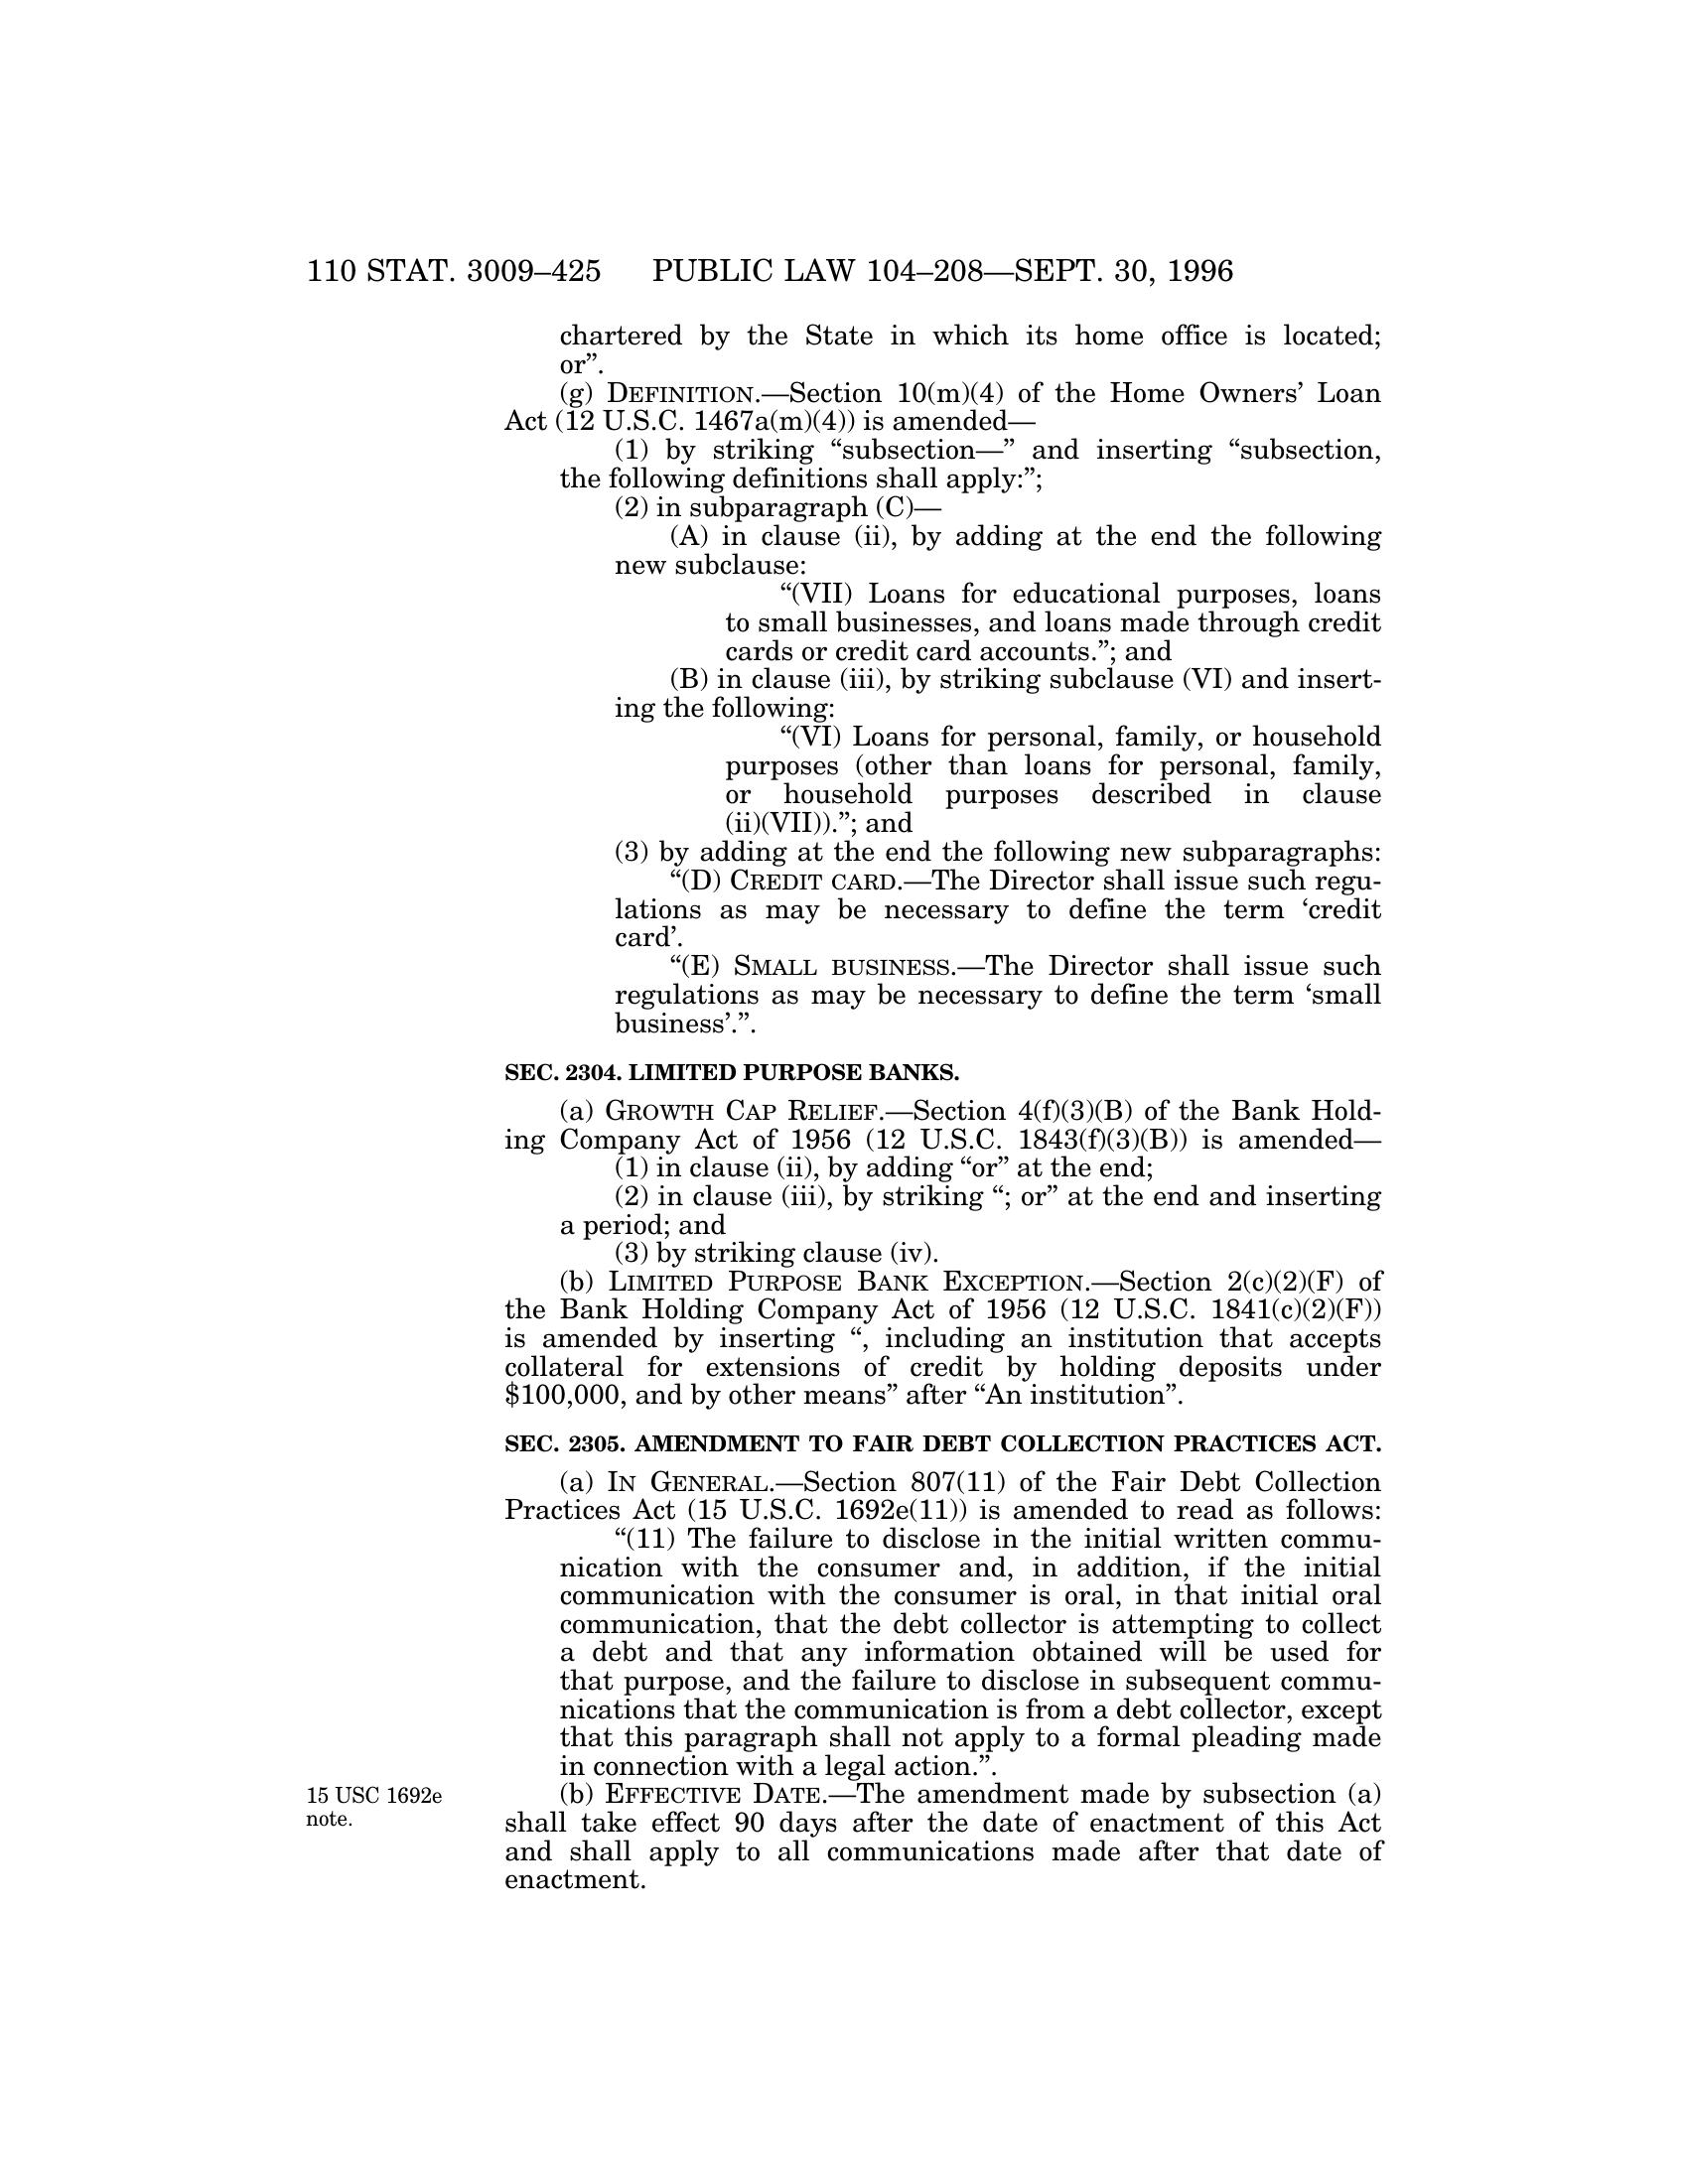 110 STAT. 3009–425 PUBLIC LAW 104–208—SEPT. 30, 1996
chartered by the State in which its home office is located;
or”.
(g) DEFINITION.—Section 10(m)(4) of the Home Owners’ Loan
Act (12 U.S.C. 1467a(m)(4)) is amended—
(1) by striking “subsection—” and inserting “subsection,
the following definitions shall apply:”;
(2) in subparagraph (C)—
(A) in clause (ii), by adding at the end the following
new subclause:
“(VII) Loans for educational purposes, loans
to small businesses, and loans made through credit
cards or credit card accounts.”; and
(B) in clause (iii), by striking subclause (VI) and insert-
ing the following:
“(VI) Loans for personal, family, or household
purposes (other than loans for personal, family,
or household purposes described in clause
(ii)(VII)).”; and
(3) by adding at the end the following new subparagraphs:
“(D) CREDIT CARD.—The Director shall issue such regu-
lations as may be necessary to define the term ‘credit
card’.
“(E) SMALL BUSINESS.—The Director shall issue such
regulations as may be necessary to define the term ‘small
business’.”.
SEC. 2304. LIMITED PURPOSE BANKS.
(a) GROWTH CAP RELIEF.—Section 4(f)(3)(B) of the Bank Hold-
ing Company Act of 1956 (12 U.S.C. 1843(f)(3)(B)) is amended—
(1) in clause (ii), by adding “or” at the end;
(2) in clause (iii), by striking “; or” at the end and inserting
a period; and
(3) by striking clause (iv).
(b) LIMITED PURPOSE BANK EXCEPTION.—Section 2(c)(2)(F) of
the Bank Holding Company Act of 1956 (12 U.S.C. 1841(c)(2)(F))
is amended by inserting “, including an institution that accepts
collateral for extensions of credit by holding deposits under
$100,000, and by other means” after “An institution”.
SEC. 2305. AMENDMENT TO FAIR DEBT COLLECTION PRACTICES ACT.
(a) IN GENERAL.—Section 807(11) of the Fair Debt Collection
Practices Act (15 U.S.C. 1692e(11)) is amended to read as follows:
“(11) The failure to disclose in the initial written commu-
nication with the consumer and, in addition, if the initial
communication with the consumer is oral, in that initial oral
communication, that the debt collector is attempting to collect
a debt and that any information obtained will be used for
that purpose, and the failure to disclose in subsequent commu-
nications that the communication is from a debt collector, except
that this paragraph shall not apply to a formal pleading made
in connection with a legal action.”.
15 USC 1692e
note.
(b) EFFECTIVE DATE.—The amendment made by subsection (a)
shall take effect 90 days after the date of enactment of this Act
and shall apply to all communications made after that date of
enactment.